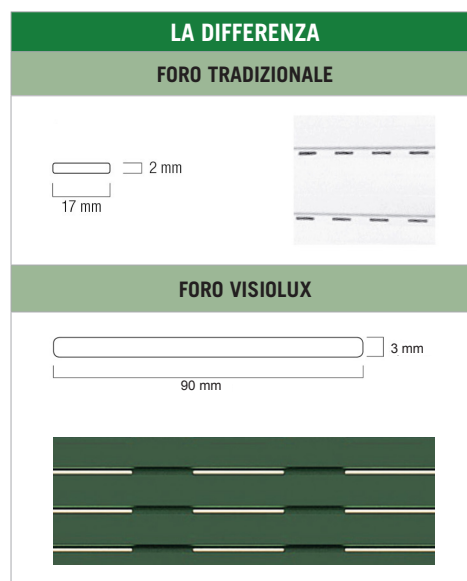 LA DIFFERENZA
FORO TRADIZIONALE
2 mm
17 mm
FORO VISIOLUX
3 mm
90 mm